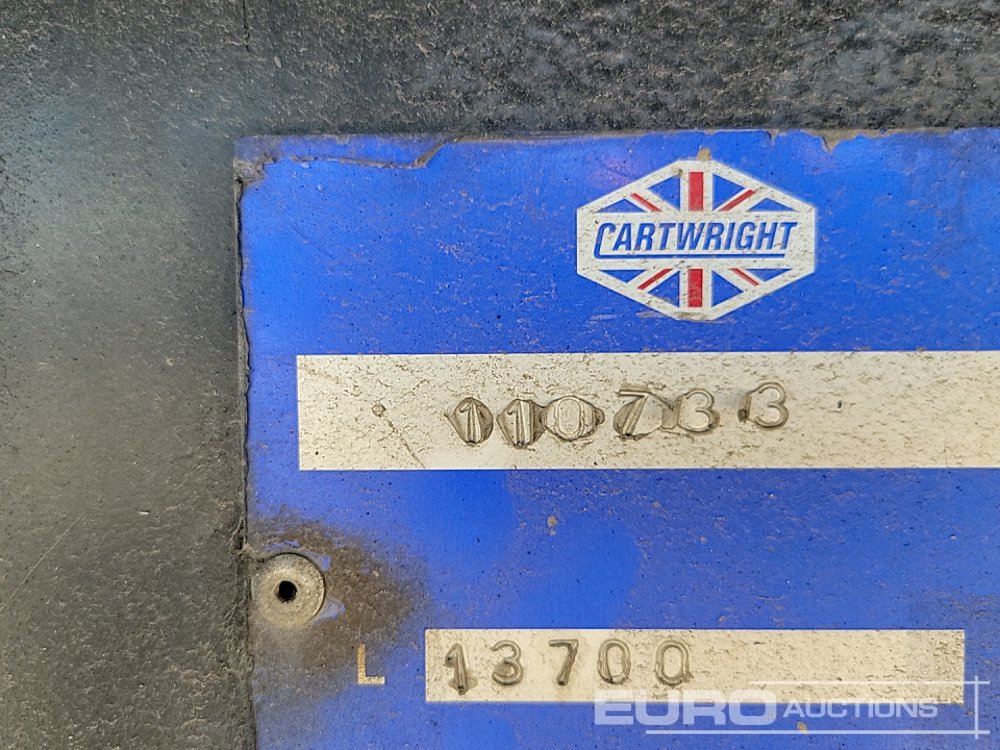 CARTWRIGHT
110733
L 13700
EURO AUCTIONS